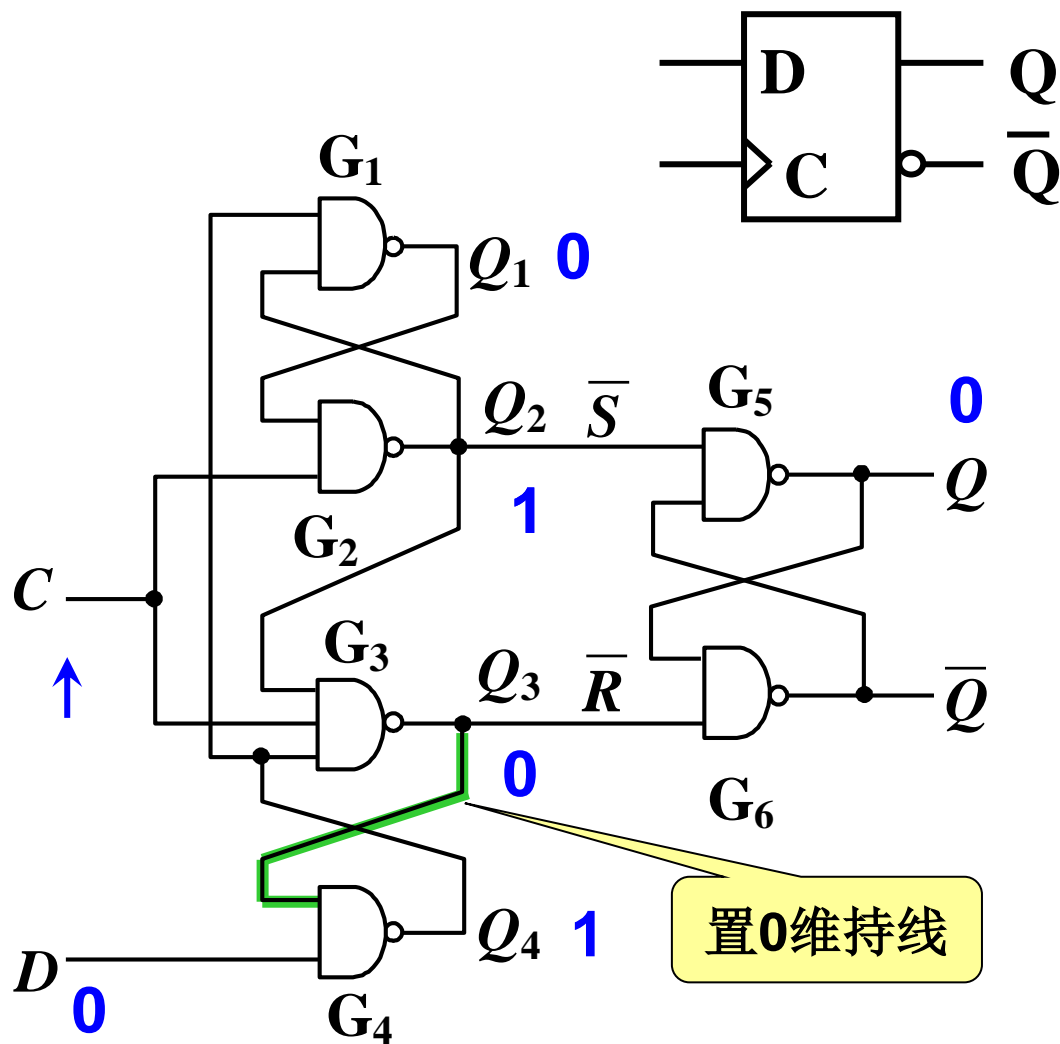 D
Q
C
Q̅
G₁
Q₁ 0
Q₂ S̅
G₅
0
Q
1
G₂
C
↑
G₃
Q₃ R̅
Q̅
0
G₆
置0维持线
Q₄ 1
D
0
G₄